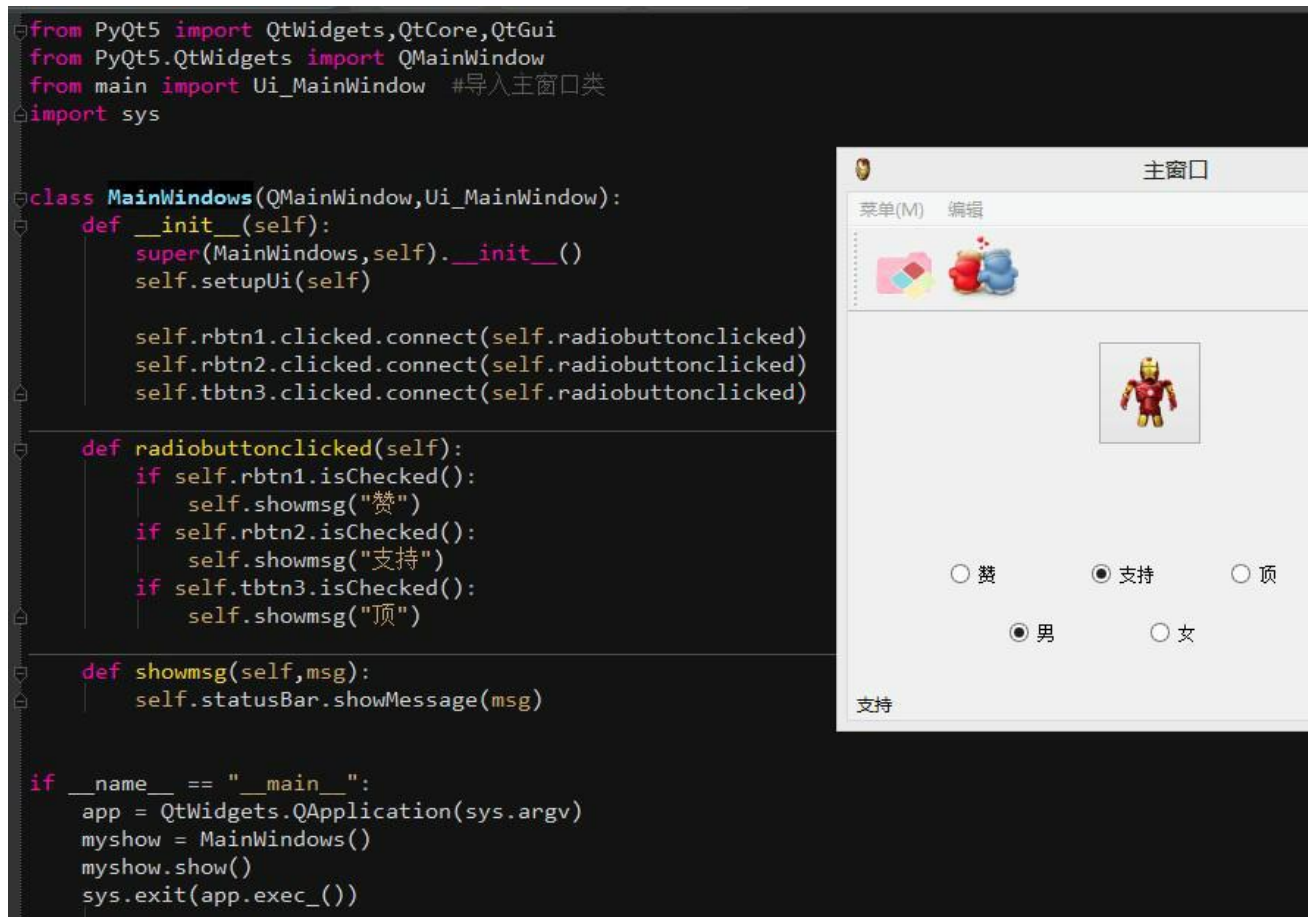 from PyQt5 import QtWidgets,QtCore,QtGui
from PyQt5.QtWidgets import QMainWindow
from main import Ui_MainWindow  #导入主窗口类
import sys
class MainWindows(QMainWindow,Ui_MainWindow):
    def __init__(self):
        super(MainWindows,self).__init__()
        self.setupUi(self)
        self.rbtn1.clicked.connect(self.radiobuttonclicked)
        self.rbtn2.clicked.connect(self.radiobuttonclicked)
        self.tbtn3.clicked.connect(self.radiobuttonclicked)
    def radiobuttonclicked(self):
        if self.rbtn1.isChecked():
            self.showmsg("赞")
        if self.rbtn2.isChecked():
            self.showmsg("支持")
        if self.tbtn3.isChecked():
            self.showmsg("顶")
    def showmsg(self,msg):
        self.statusBar.showMessage(msg)
if __name__ == "__main__":
    app = QtWidgets.QApplication(sys.argv)
    myshow = MainWindows()
    myshow.show()
    sys.exit(app.exec_())
主窗口
菜单(M) 编辑
赞 支持 顶
男 女
支持